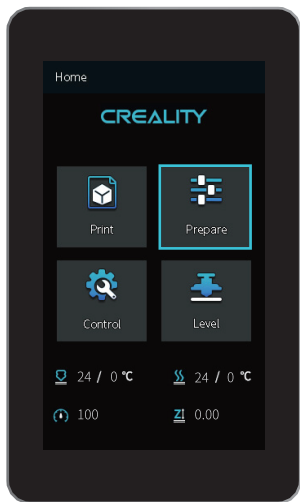 Home
CREALITY
Print
Prepare
Control
Level
24 / 0 ℃
24 / 0 ℃
100
Z 0.00